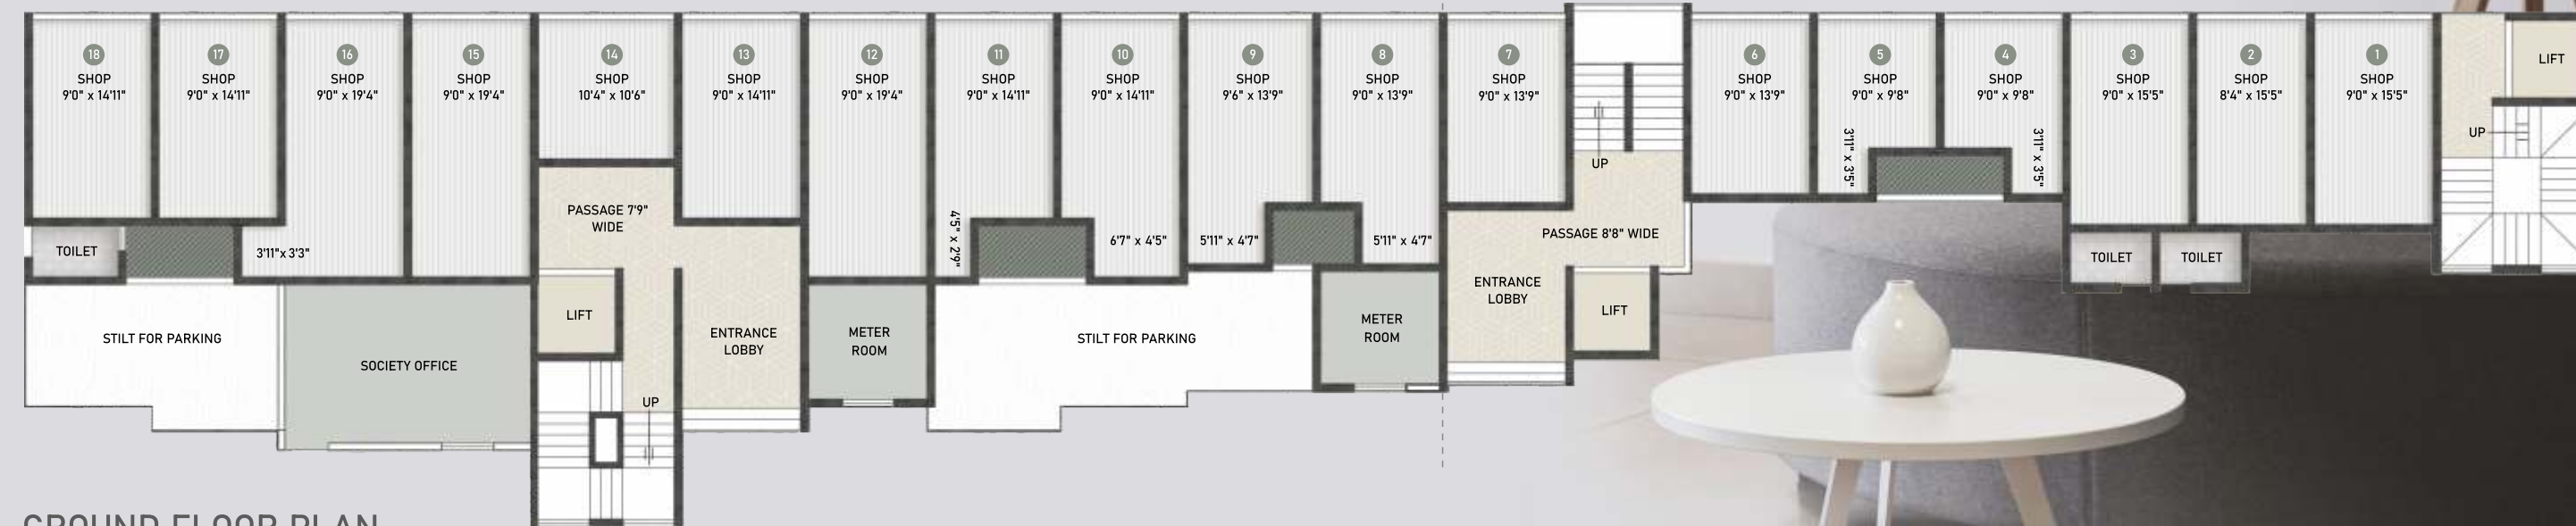 18
SHOP
9'0" x 14'11"
17
SHOP
9'0" x 14'11"
16
SHOP
9'0" x 19'4"
15
SHOP
9'0" x 19'4"
14
SHOP
10'4" x 10'6"
13
SHOP
9'0" x 14'11"
12
SHOP
9'0" x 19'4"
11
SHOP
9'0" x 14'11"
10
SHOP
9'0" x 14'11"
9
SHOP
9'6" x 13'9"
8
SHOP
9'0" x 13'9"
7
SHOP
9'0" x 13'9"
6
SHOP
9'0" x 13'9"
5
SHOP
9'0" x 9'8"
4
SHOP
9'0" x 9'8"
3
SHOP
9'0" x 15'5"
2
SHOP
8'4" x 15'5"
1
SHOP
9'0" x 15'5"
LIFT
UP
3'11" x 3'5"
3'11" x 3'5"
UP
PASSAGE 7'9"
WIDE
PASSAGE 8'8" WIDE
TOILET
3'11"x 3'3"
4'5" x 2'9"
6'7" x 4'5"
5'11" x 4'7"
5'11" x 4'7"
TOILET
TOILET
ENTRANCE
LOBBY
LIFT
LIFT
STILT FOR PARKING
SOCIETY OFFICE
ENTRANCE
LOBBY
METER
ROOM
STILT FOR PARKING
METER
ROOM
UP
GROUND FLOOR PLAN